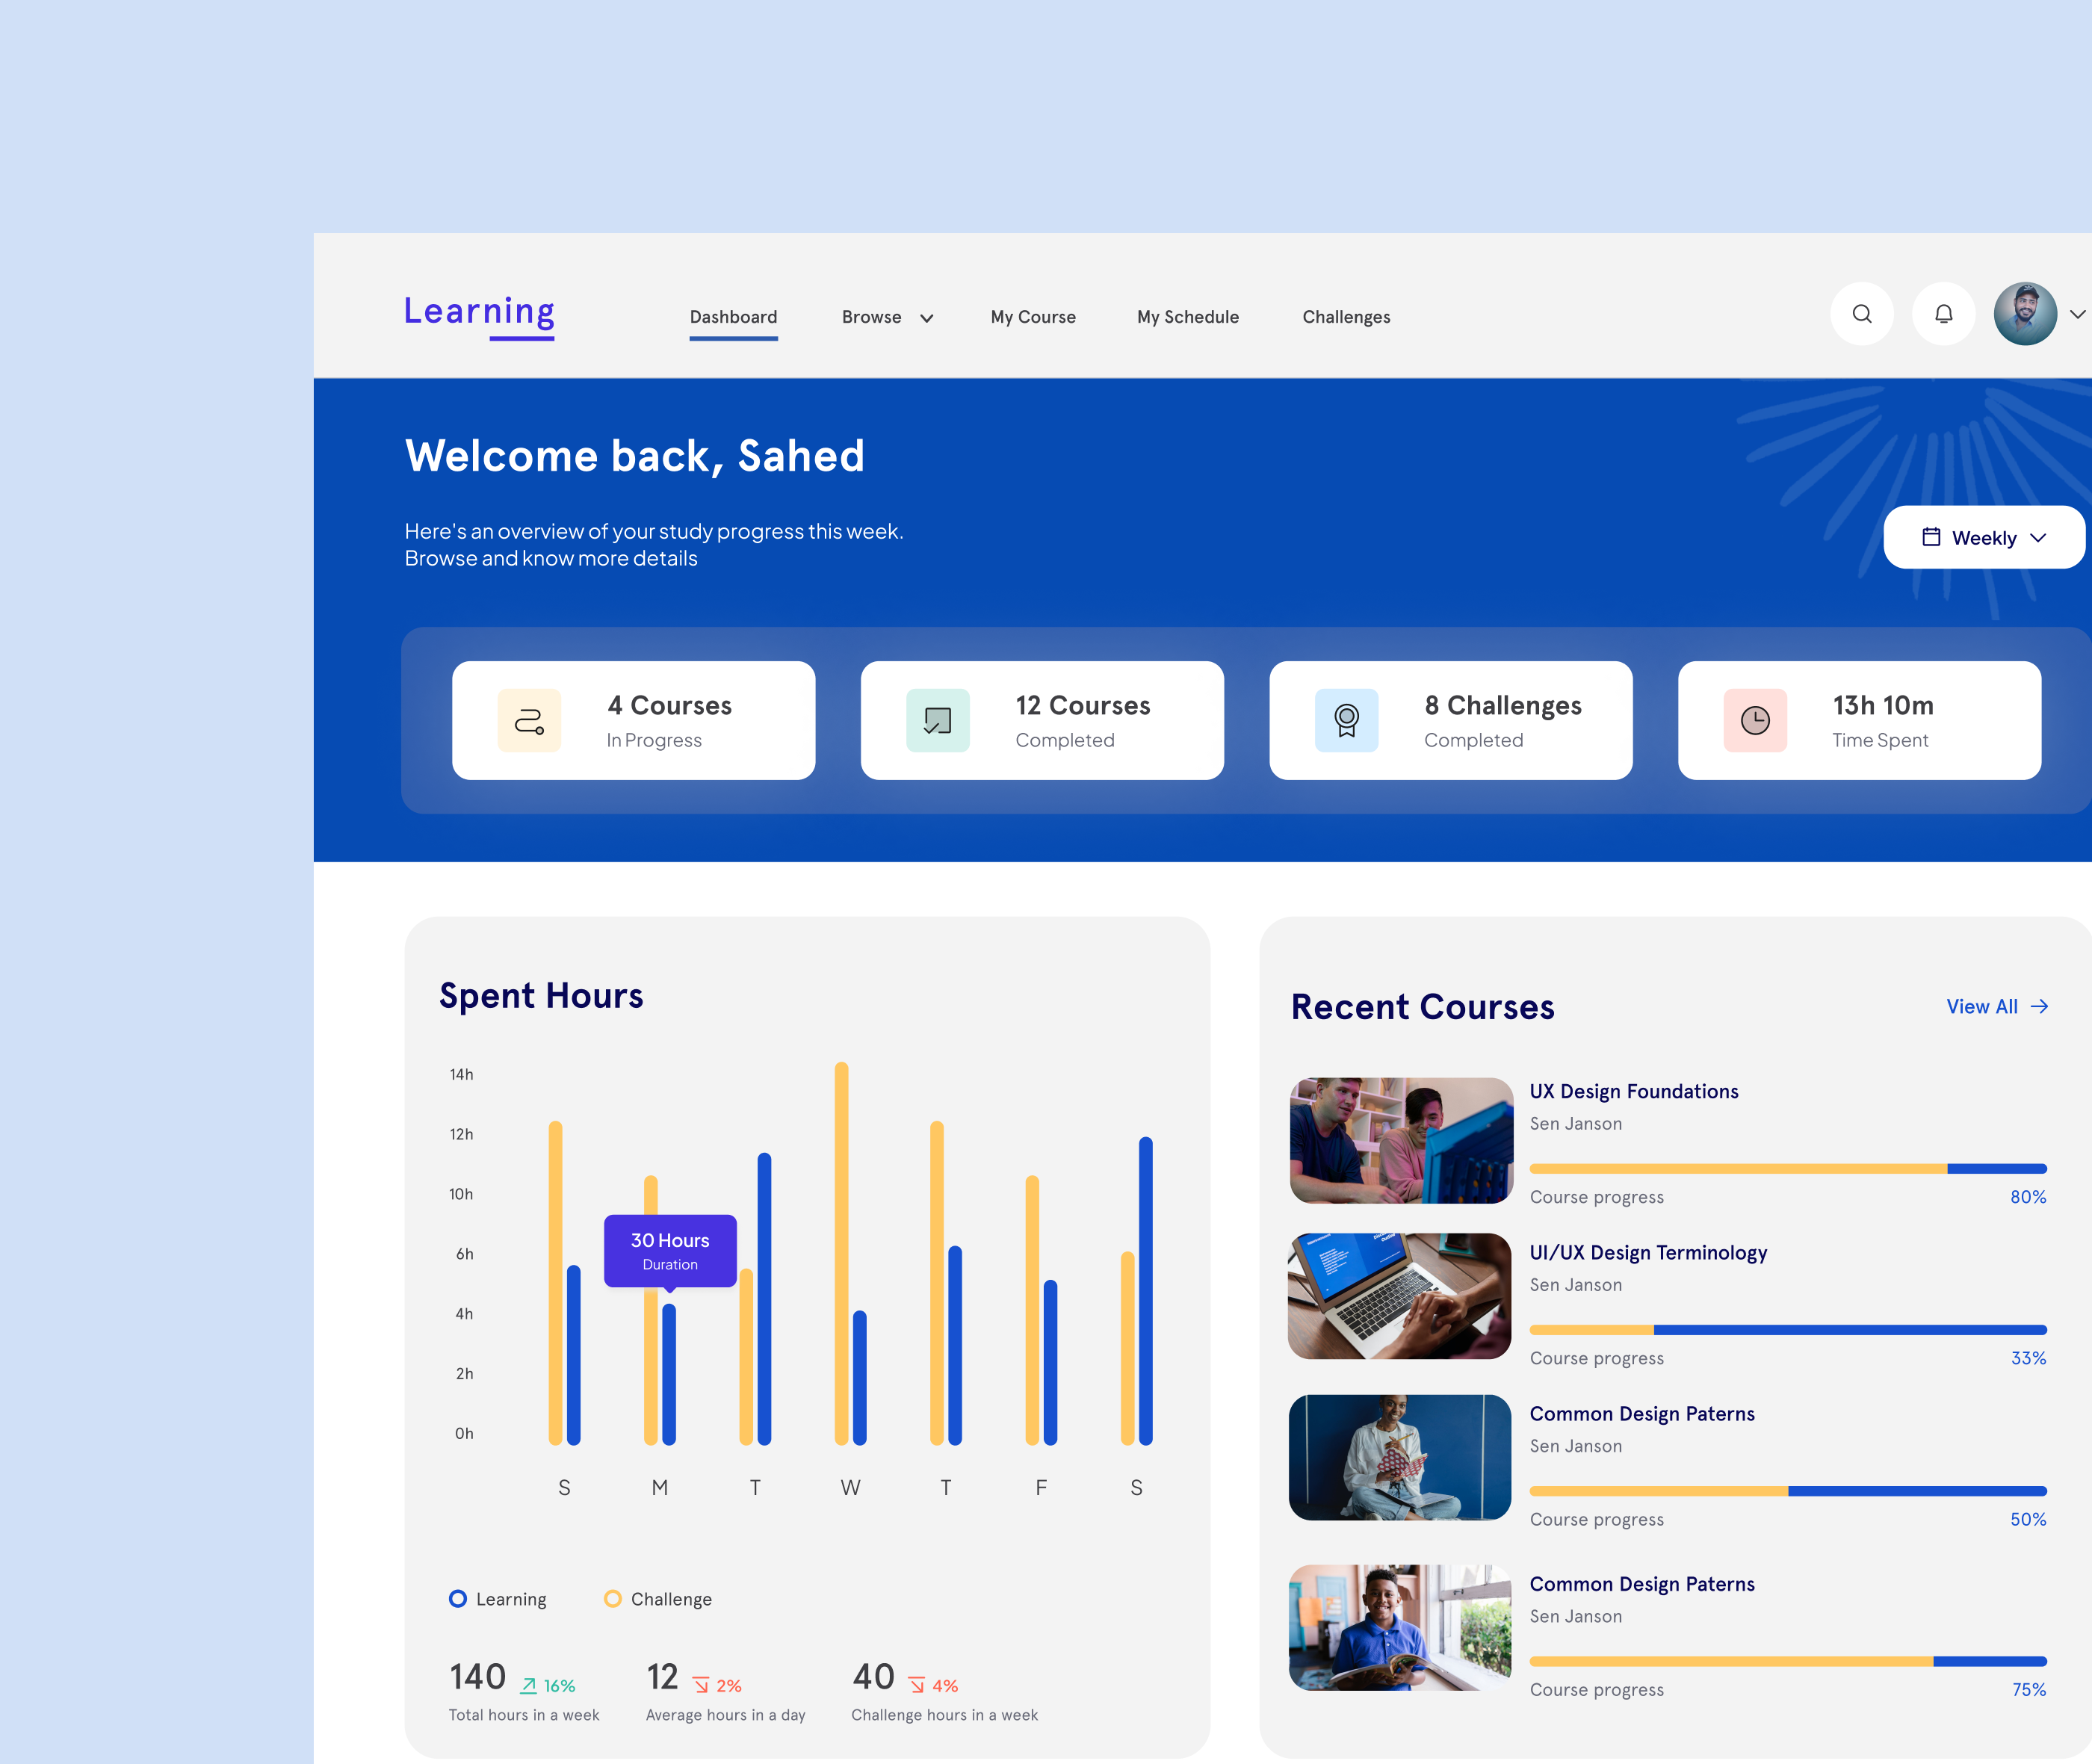 Learning
Dashboard
Browse
My Course
My Schedule
Challenges
Welcome back, Sahed
Here's an overview of your study progress this week.
Browse and know more details
Weekly
4 Courses
In Progress
12 Courses
Completed
8 Challenges
Completed
13h 10m
Time Spent
Spent Hours
14h
12h
10h
6h
4h
2h
0h
30 Hours
Duration
S M T W T F S
Learning
Challenge
140 16%
Total hours in a week
12 2%
Average hours in a day
40 4%
Challenge hours in a week
Recent Courses
View All
UX Design Foundations
Sen Janson
Course progress 80%
UI/UX Design Terminology
Sen Janson
Course progress 33%
Common Design Paterns
Sen Janson
Course progress 50%
Common Design Paterns
Sen Janson
Course progress 75%